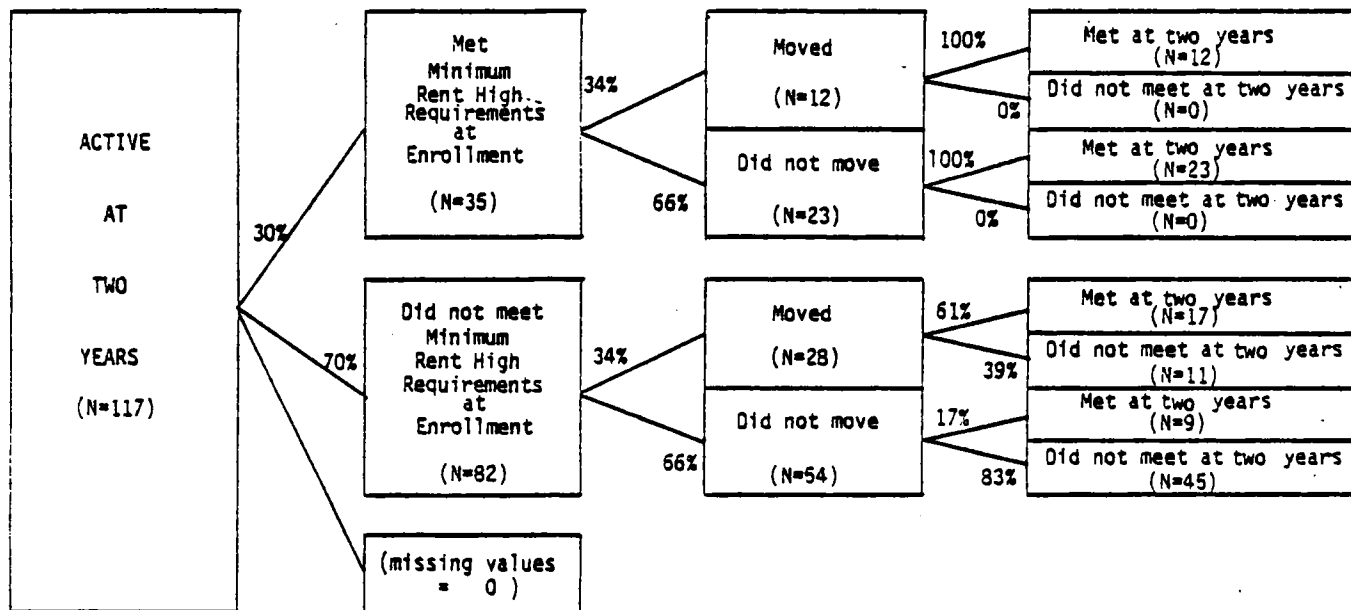 ACTIVE
AT
TWO
YEARS
(N=117)
30%
70%
Met
Minimum
Rent High
Requirements
at
Enrollment
(N=35)
34%
66%
Moved
(N=12)
Did not move
(N=23)
100%
0%
100%
0%
Met at two years
(N=12)
Did not meet at two years
(N=0)
Met at two years
(N=23)
Did not meet at two years
(N=0)
Did not meet
Minimum
Rent High
Requirements
at
Enrollment
(N=82)
34%
66%
Moved
(N=28)
Did not move
(N=54)
61%
39%
17%
83%
Met at two years
(N=17)
Did not meet at two years
(N=11)
Met at two years
(N=9)
Did not meet at two years
(N=45)
(missing values
= 0 )